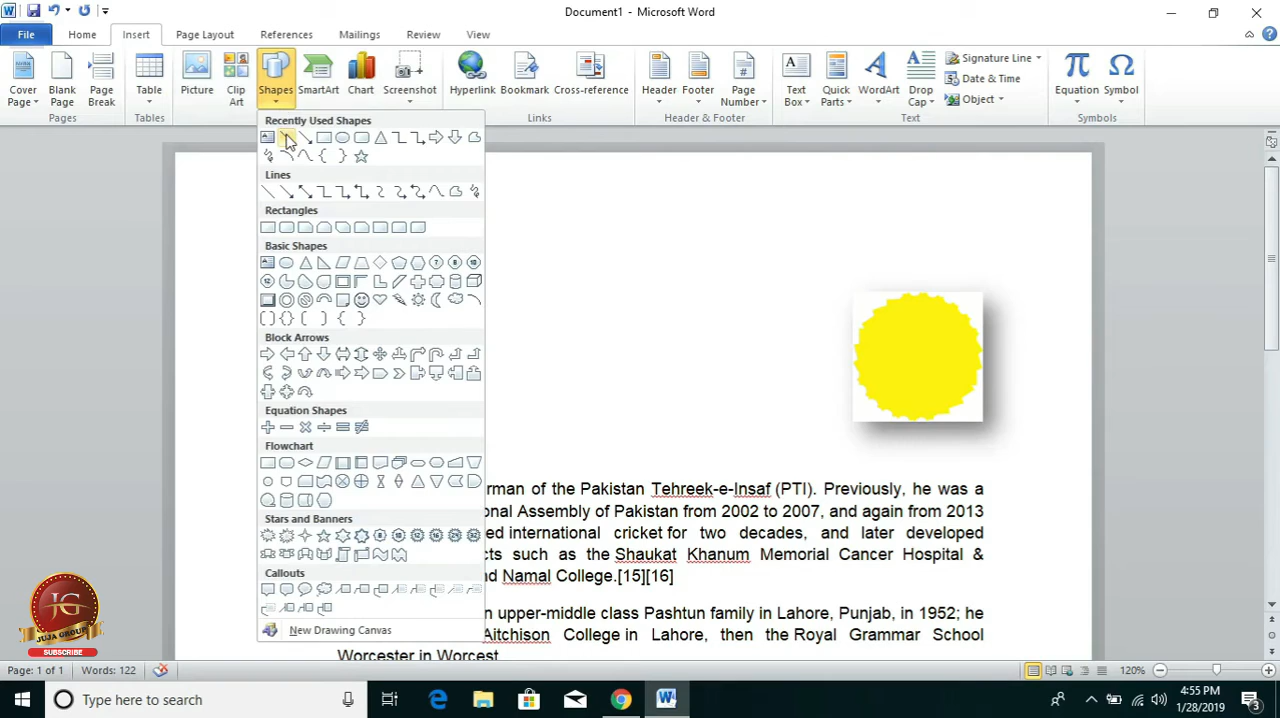 Document1 - Microsoft Word
File Home Insert Page Layout References Mailings Review View
Cover Page
Blank Page
Page Break
Table
Picture
Clip Art
Shapes
SmartArt
Chart
Screenshot
Hyperlink
Bookmark
Cross-reference
Header
Footer
Page Number
Text Box
Quick Parts
WordArt
Drop Cap
Signature Line
Date & Time
Object
Equation
Symbol
Pages
Tables
Links
Header & Footer
Text
Symbols
Recently Used Shapes
Lines
Rectangles
Basic Shapes
Block Arrows
Equation Shapes
Flowchart
Stars and Banners
Callouts
New Drawing Canvas
rman of the Pakistan Tehreek-e-Insaf (PTI). Previously, he was a
onal Assembly of Pakistan from 2002 to 2007, and again from 2013
ed international cricket for two decades, and later developed
cts such as the Shaukat Khanum Memorial Cancer Hospital &
nd Namal College.[15][16]
n upper-middle class Pashtun family in Lahore, Punjab, in 1952; he
Aitchison College in Lahore, then the Royal Grammar School
Worcester in Worcest
JG
JUJA GROUP
SUBSCRIBE
Page: 1 of 1 Words: 122
120%
Type here to search
4:55 PM
1/28/2019
3